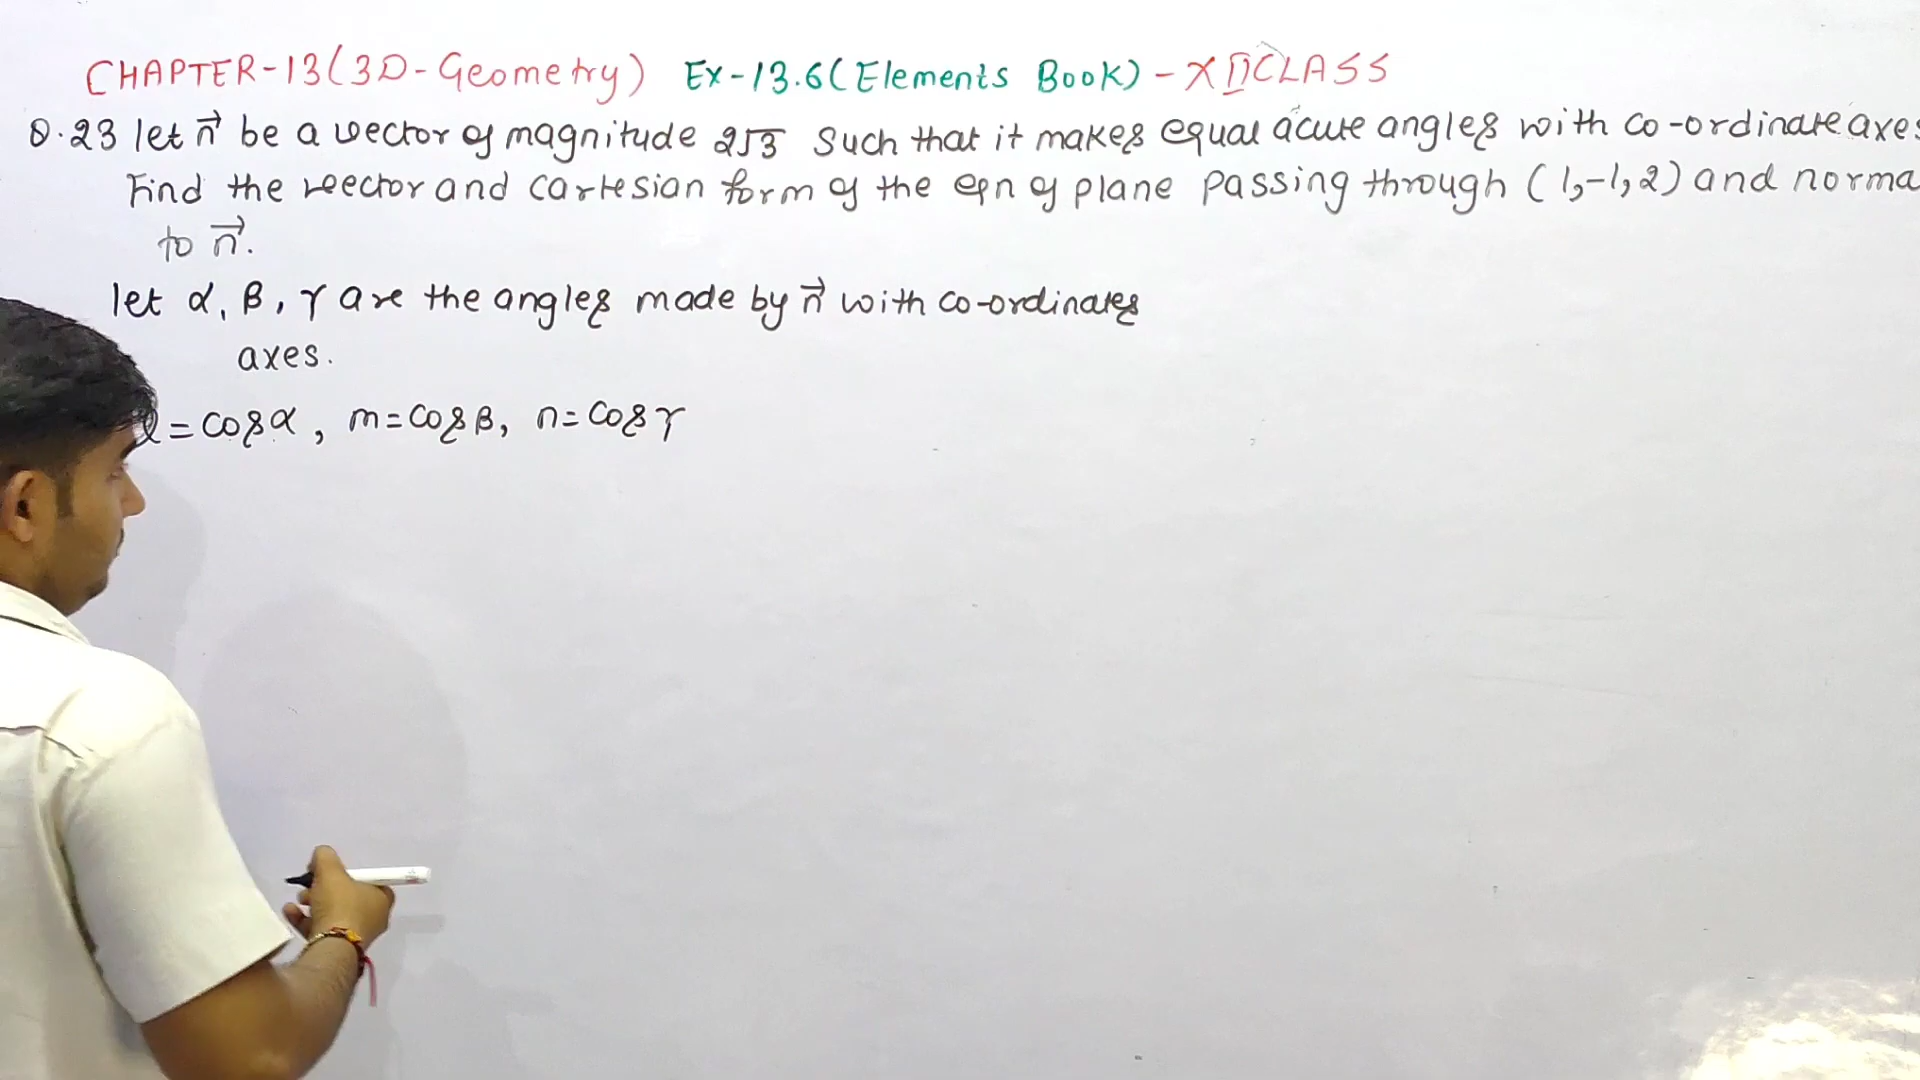 CHAPTER-13(3D-Geometry) Ex-13.6(Elements Book)-XIICLASS
Q.23 let n⃗ be a vector of magnitude 2√3 such that it makes equal acute angles with co-ordinate axes
Find the vector and cartesian form of the eqn of plane passing through (1,-1,2) and norma
to n⃗.
let α, β, γ are the angles made by n⃗ with co-ordinates
axes.
l=cosα, m=cosβ, n=cosγ